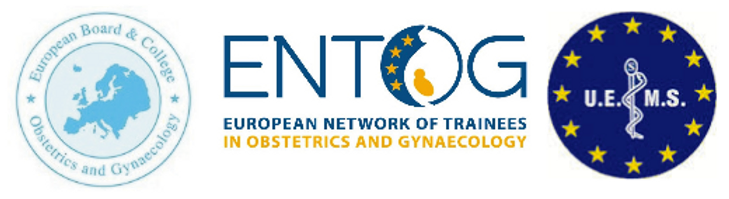 European Board & College
Obstetrics and Gynaecology
ENTOG
EUROPEAN NETWORK OF TRAINEES
IN OBSTETRICS AND GYNAECOLOGY
U.E.M.S.